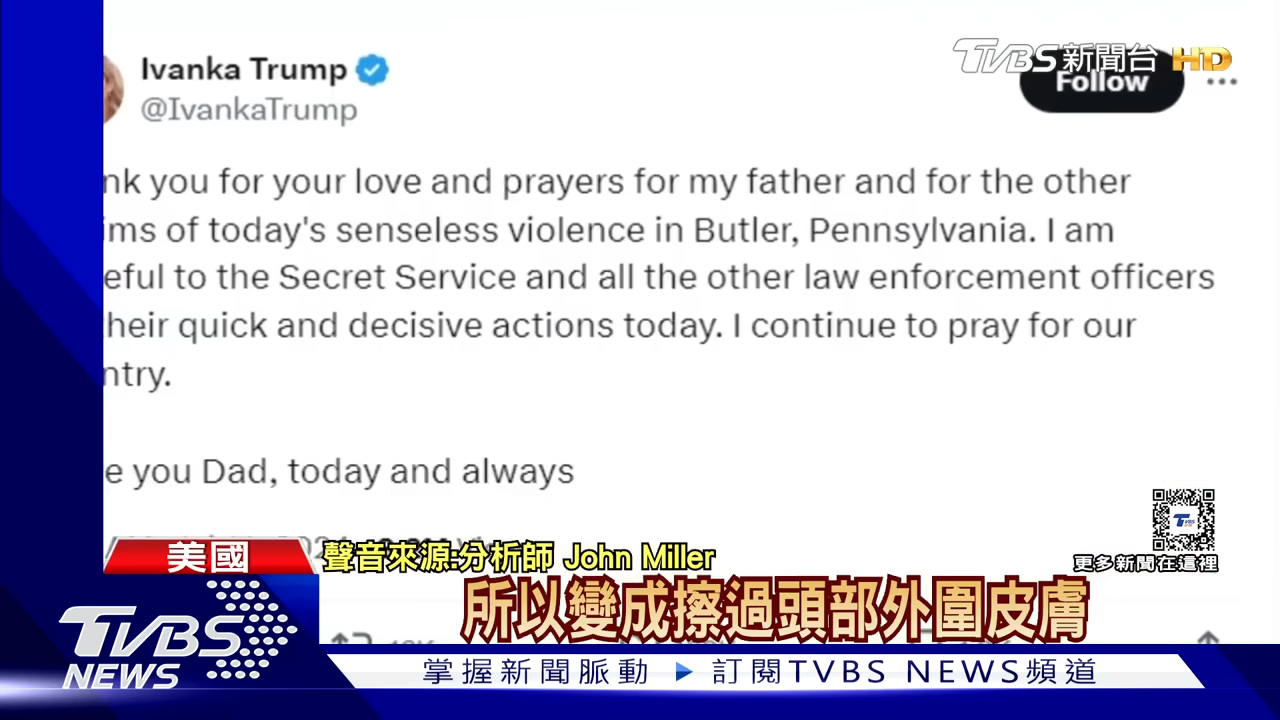 Ivanka Trump
TVBS新聞台 HD
@IvankaTrump
Follow
nk you for your love and prayers for my father and for the other
ims of today's senseless violence in Butler, Pennsylvania. I am
eful to the Secret Service and all the other law enforcement officers
heir quick and decisive actions today. I continue to pray for our
ntry.
e you Dad, today and always
美國
聲音來源:分析師 John Miller
更多新聞在這裡
所以變成擦過頭部外圍皮膚
TVBS NEWS
掌握新聞脈動 ▶ 訂閱TVBS NEWS頻道